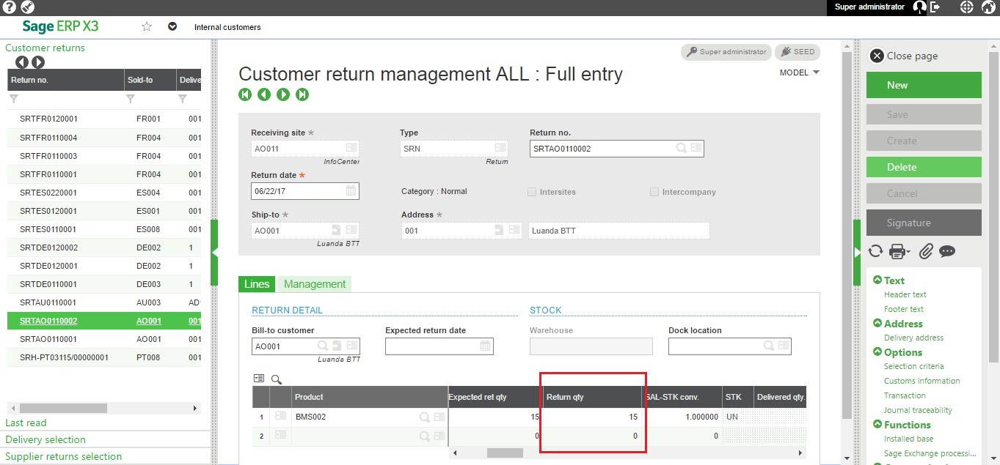 Super administrator
Sage ERP X3
Internal customers
Customer returns
Return no. Sold-to Delive
SRTFR0120001 FR001 001
SRTFR0110004 FR004 001
SRTFR0110003 FR004 001
SRTFR0110001 FR004 001
SRTES0220001 ES004 001
SRTES0120001 ES001 001
SRTES0110001 ES008 001
SRTDE0120002 DE002 1
SRTDE0120001 DE002 1
SRTDE0110001 DE003 1
SRTAU0110001 AU003 AD
SRTAO0110002 AO001 001
SRTAO0110001 AO001 001
SRH-PT03115/00000001 PT008 001
Last read
Delivery selection
Supplier returns selection
Super administrator SEED
Customer return management ALL : Full entry
MODEL
Receiving site * Type Return no.
AO011 SRN SRTAO0110002
InfoCenter Return
Return date *
06/22/17 Category : Normal Intersites Intercompany
Ship-to * Address *
AO001 001 Luanda BTT
Luanda BTT
Lines Management
RETURN DETAIL STOCK
Bill-to customer Expected return date Warehouse Dock location
AO001
Luanda BTT
Product Expected ret qty Return qty SAL-STK conv. STK Delivered qty.
1 BMS002 15 15 1.000000 UN
2 0 0 0
Close page
New
Save
Create
Delete
Cancel
Signature
Text
Header text
Footer text
Address
Delivery address
Options
Selection criteria
Customs information
Transaction
Journal traceability
Functions
Installed base
Sage Exchange processi...